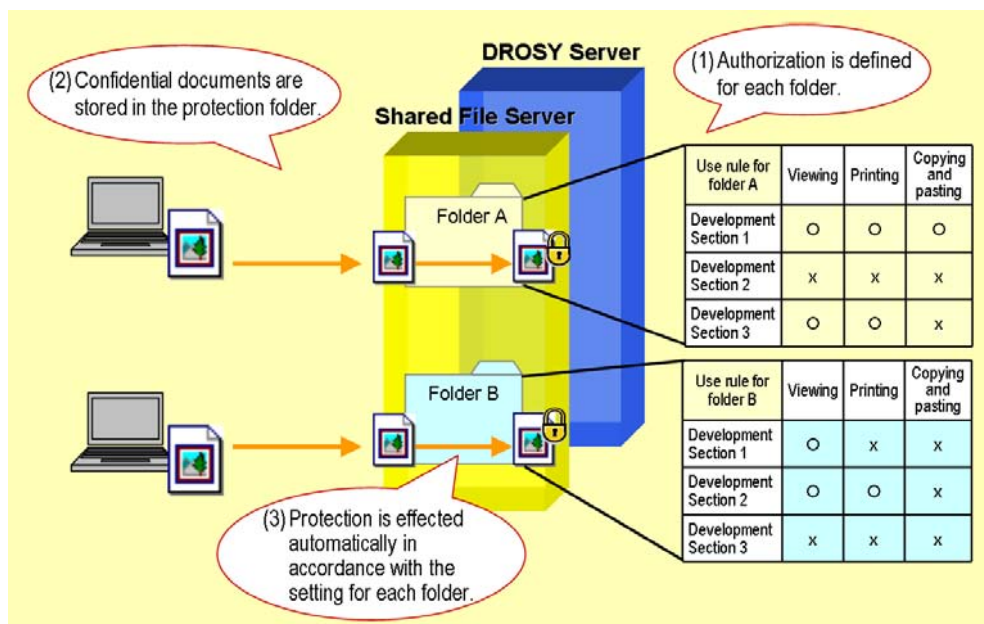 DROSY Server
(1) Authorization is defined
for each folder.
(2) Confidential documents are
stored in the protection folder.
Shared File Server
Folder A
Use rule for
folder A
Viewing
Printing
Copying
and
pasting
Development
Section 1
O O O
Development
Section 2
x x x
Development
Section 3
O O x
Folder B
Use rule for
folder B
Viewing
Printing
Copying
and
pasting
Development
Section 1
O x x
Development
Section 2
O O x
Development
Section 3
x x x
(3) Protection is effected
automatically in
accordance with the
setting for each folder.